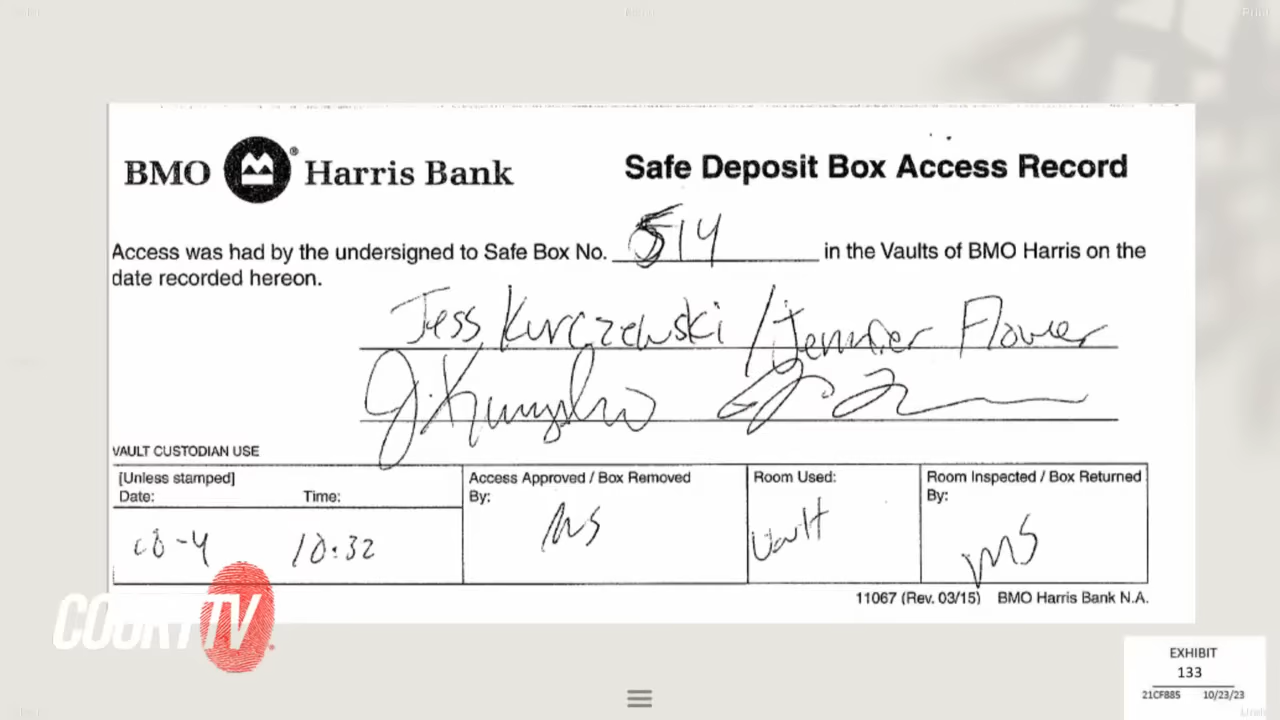 BMO Harris Bank
Safe Deposit Box Access Record
Access was had by the undersigned to Safe Box No. 514 in the Vaults of BMO Harris on the
date recorded hereon.
Jess Kurczewski / Jennifer Flower
VAULT CUSTODIAN USE
[Unless stamped]
Date: Time:
10:32
Access Approved / Box Removed
By:
MS
Room Used:
Vault
Room Inspected / Box Returned
By:
MS
11067 (Rev. 03/15) BMO Harris Bank N.A.
COURT TV
EXHIBIT
133
21CF885 10/23/23